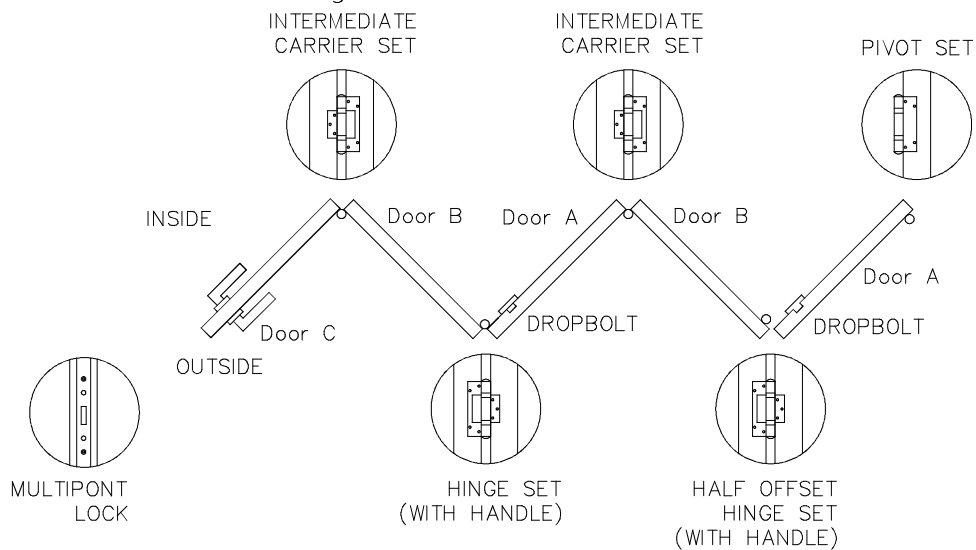 INTERMEDIATE
CARRIER SET
INTERMEDIATE
CARRIER SET
PIVOT SET
INSIDE
Door B
Door A
Door B
Door A
Door C
DROPBOLT
DROPBOLT
OUTSIDE
MULTIPONT
LOCK
HINGE SET
(WITH HANDLE)
HALF OFFSET
HINGE SET
(WITH HANDLE)